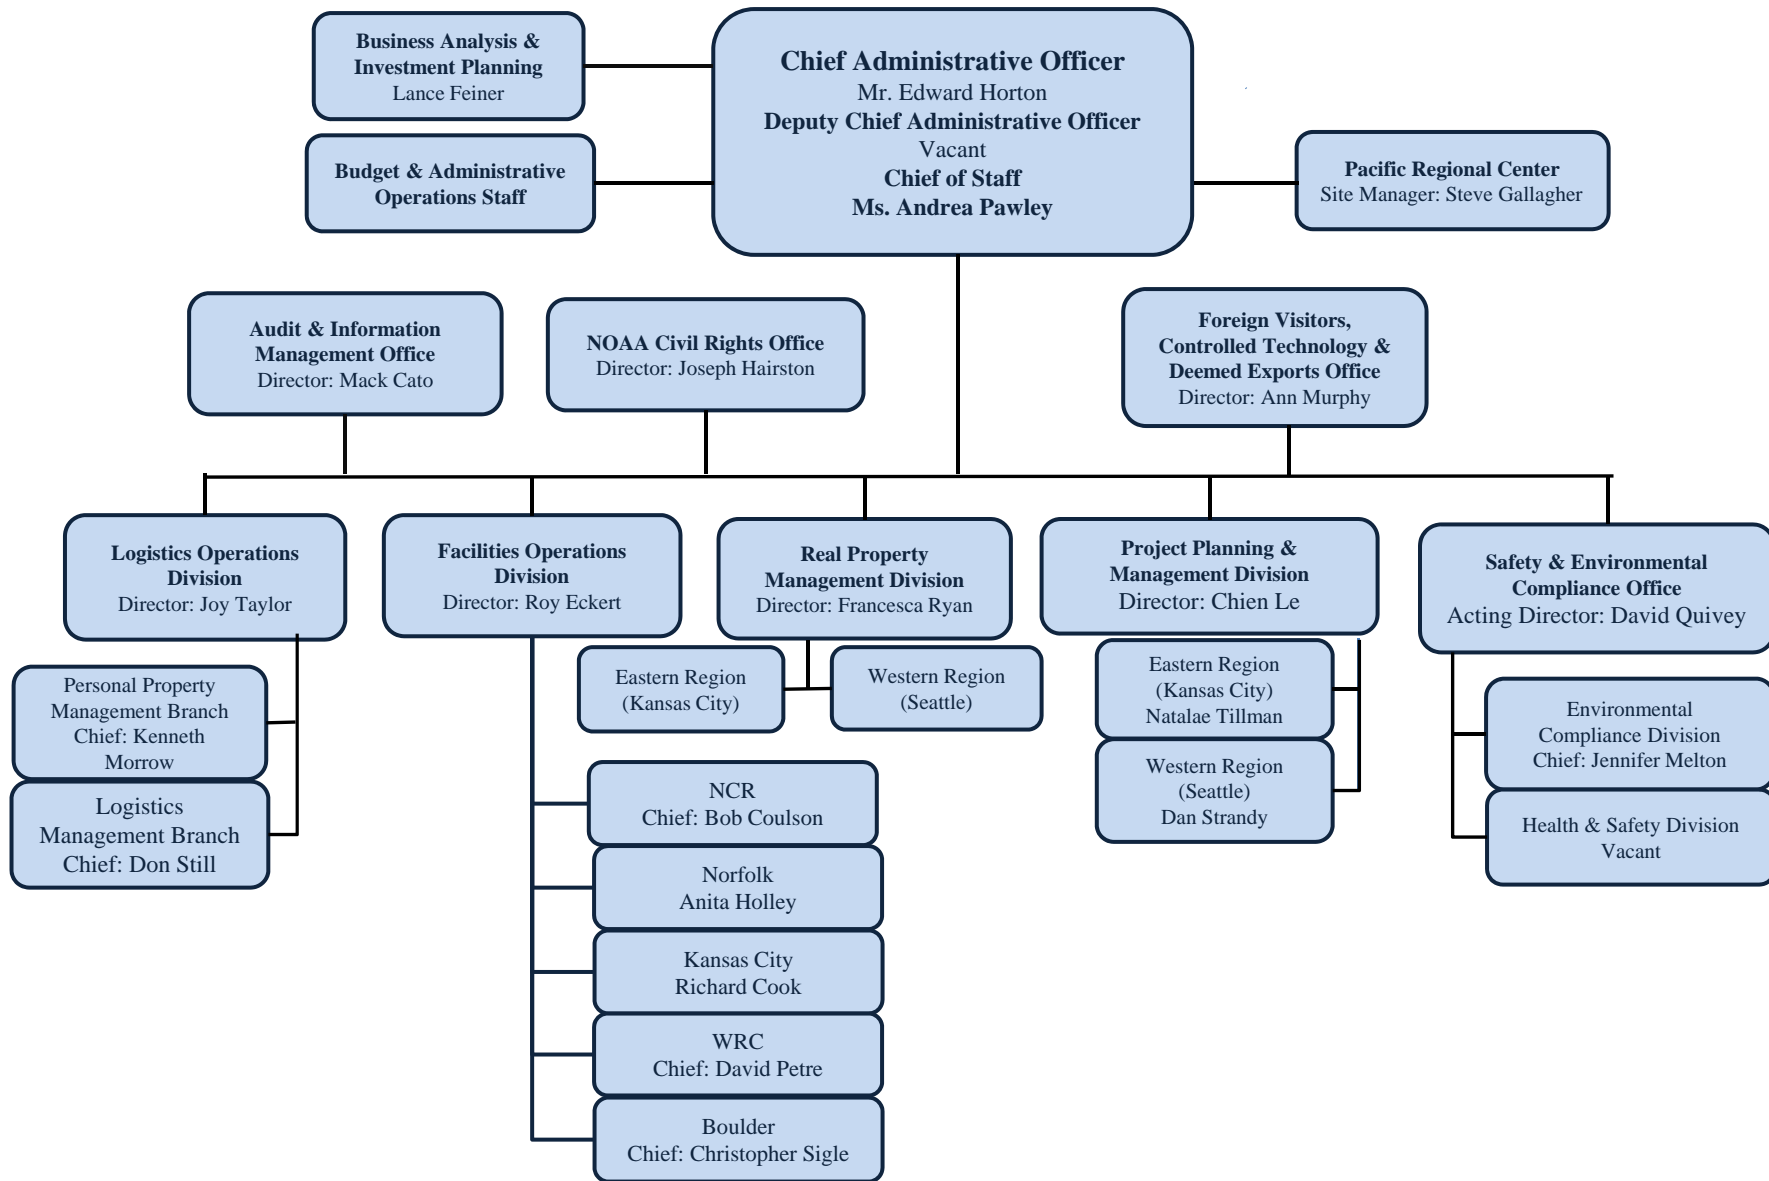 Business Analysis &
Investment Planning
Lance Feiner
Budget & Administrative
Operations Staff
Chief Administrative Officer
Mr. Edward Horton
Deputy Chief Administrative Officer
Vacant
Chief of Staff
Ms. Andrea Pawley
Pacific Regional Center
Site Manager: Steve Gallagher
Audit & Information
Management Office
Director: Mack Cato
NOAA Civil Rights Office
Director: Joseph Hairston
Foreign Visitors,
Controlled Technology &
Deemed Exports Office
Director: Ann Murphy
Logistics Operations
Division
Director: Joy Taylor
Facilities Operations
Division
Director: Roy Eckert
Real Property
Management Division
Director: Francesca Ryan
Project Planning &
Management Division
Director: Chien Le
Safety & Environmental
Compliance Office
Acting Director: David Quivey
Personal Property
Management Branch
Chief: Kenneth
Morrow
Logistics
Management Branch
Chief: Don Still
Eastern Region
(Kansas City)
Western Region
(Seattle)
NCR
Chief: Bob Coulson
Norfolk
Anita Holley
Kansas City
Richard Cook
WRC
Chief: David Petre
Boulder
Chief: Christopher Sigle
Eastern Region
(Kansas City)
Natalae Tillman
Western Region
(Seattle)
Dan Strandy
Environmental
Compliance Division
Chief: Jennifer Melton
Health & Safety Division
Vacant